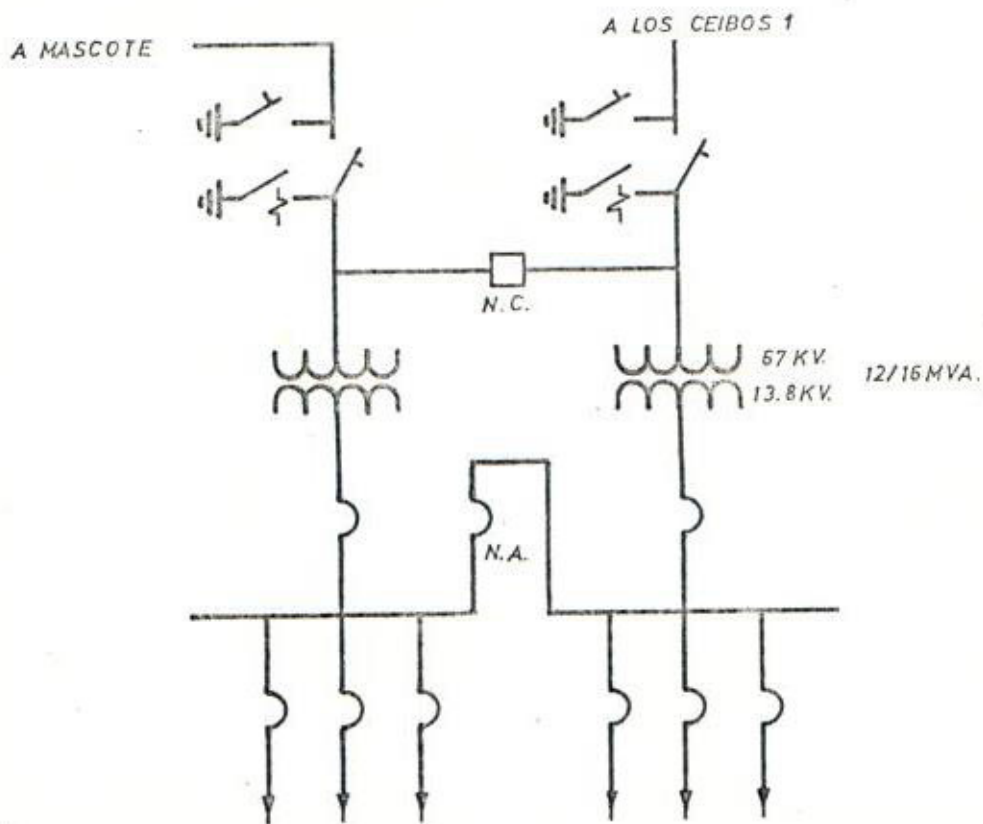 A MASCOTE
A LOS CEIBOS 1
N.C.
67 KV.
12/16 MVA.
13.8 KV.
N.A.